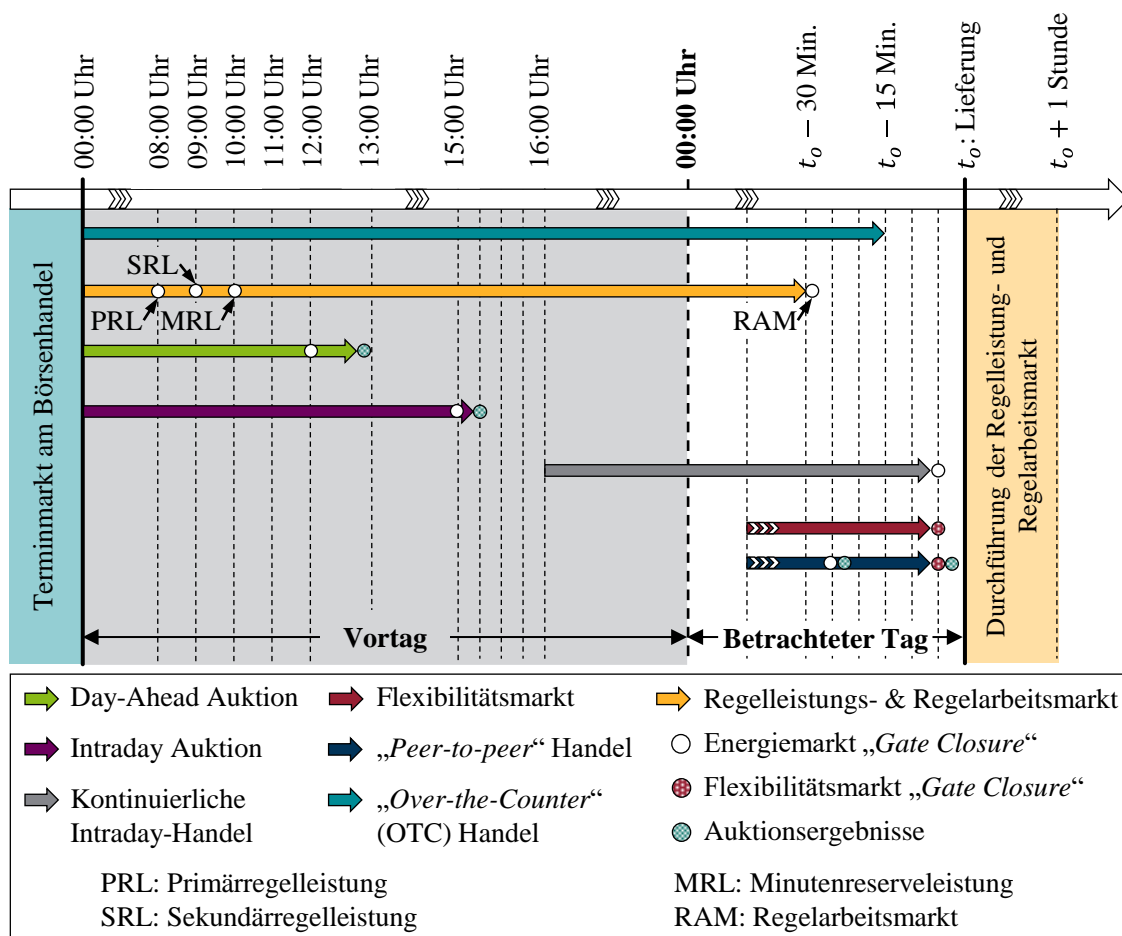 00:00 Uhr
08:00 Uhr
09:00 Uhr
10:00 Uhr
11:00 Uhr
12:00 Uhr
13:00 Uhr
15:00 Uhr
16:00 Uhr
00:00 Uhr
t_o − 30 Min.
t_o − 15 Min.
t_o: Lieferung
t_o + 1 Stunde
Terminmarkt am Börsenhandel
SRL
PRL
MRL
RAM
Durchführung der Regelleistung- und
Regelarbeitsmarkt
Vortag
Betrachteter Tag
Day-Ahead Auktion
Flexibilitätsmarkt
Regelleistungs- & Regelarbeitsmarkt
Intraday Auktion
„Peer-to-peer“ Handel
Energiemarkt „Gate Closure“
Kontinuierliche
Intraday-Handel
„Over-the-Counter“
(OTC) Handel
Flexibilitätsmarkt „Gate Closure“
Auktionsergebnisse
PRL: Primärregelleistung
MRL: Minutenreserveleistung
SRL: Sekundärregelleistung
RAM: Regelarbeitsmarkt